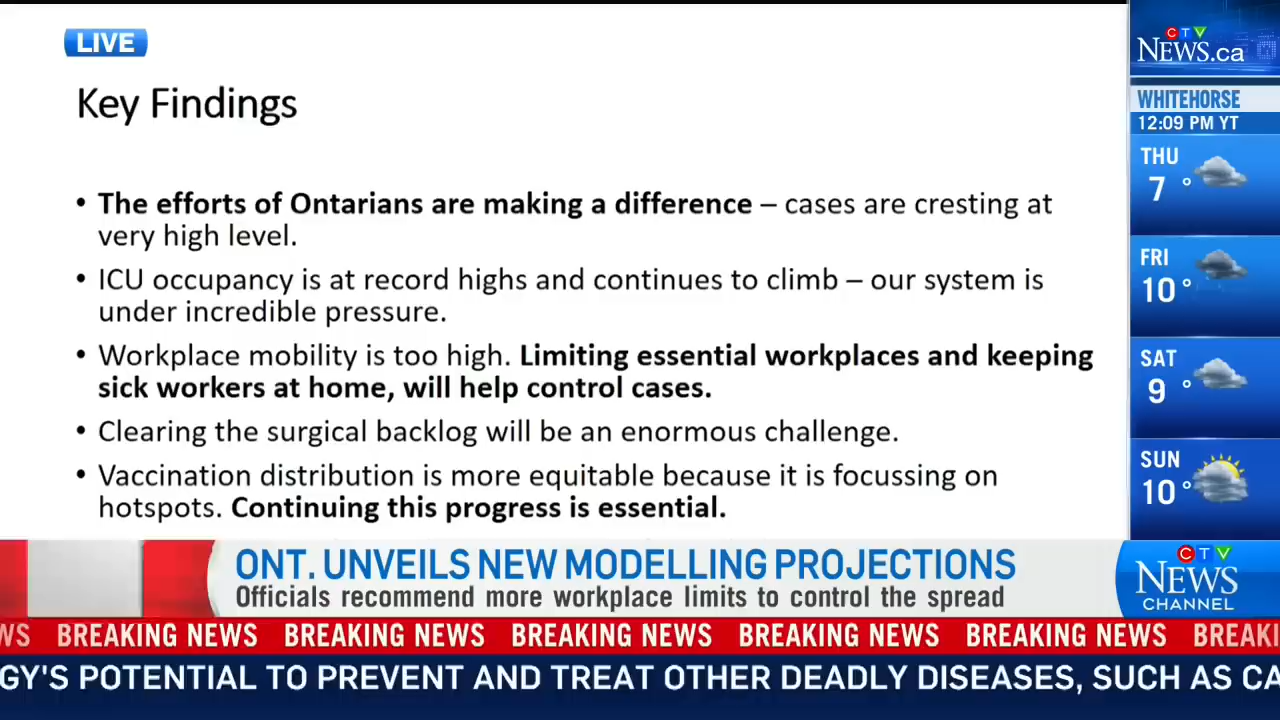 LIVE
Key Findings
• The efforts of Ontarians are making a difference – cases are cresting at
very high level.
• ICU occupancy is at record highs and continues to climb – our system is
under incredible pressure.
• Workplace mobility is too high. Limiting essential workplaces and keeping
sick workers at home, will help control cases.
• Clearing the surgical backlog will be an enormous challenge.
• Vaccination distribution is more equitable because it is focussing on
hotspots. Continuing this progress is essential.
CTV
NEWS.ca
WHITEHORSE
12:09 PM YT
THU
7°
FRI
10°
SAT
9°
SUN
10°
ONT. UNVEILS NEW MODELLING PROJECTIONS
Officials recommend more workplace limits to control the spread
CTV
NEWS
CHANNEL
WS BREAKING NEWS BREAKING NEWS BREAKING NEWS BREAKING NEWS BREAKING NEWS BREAKI
GY'S POTENTIAL TO PREVENT AND TREAT OTHER DEADLY DISEASES, SUCH AS CA